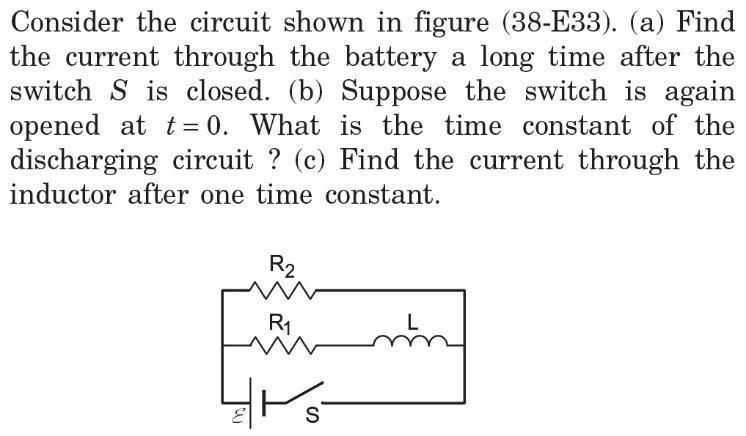 Consider the circuit shown in figure (38-E33). (a) Find
the current through the battery a long time after the
switch S is closed. (b) Suppose the switch is again
opened at t = 0. What is the time constant of the
discharging circuit ? (c) Find the current through the
inductor after one time constant.
R₂
R₁
L
ℰ
S